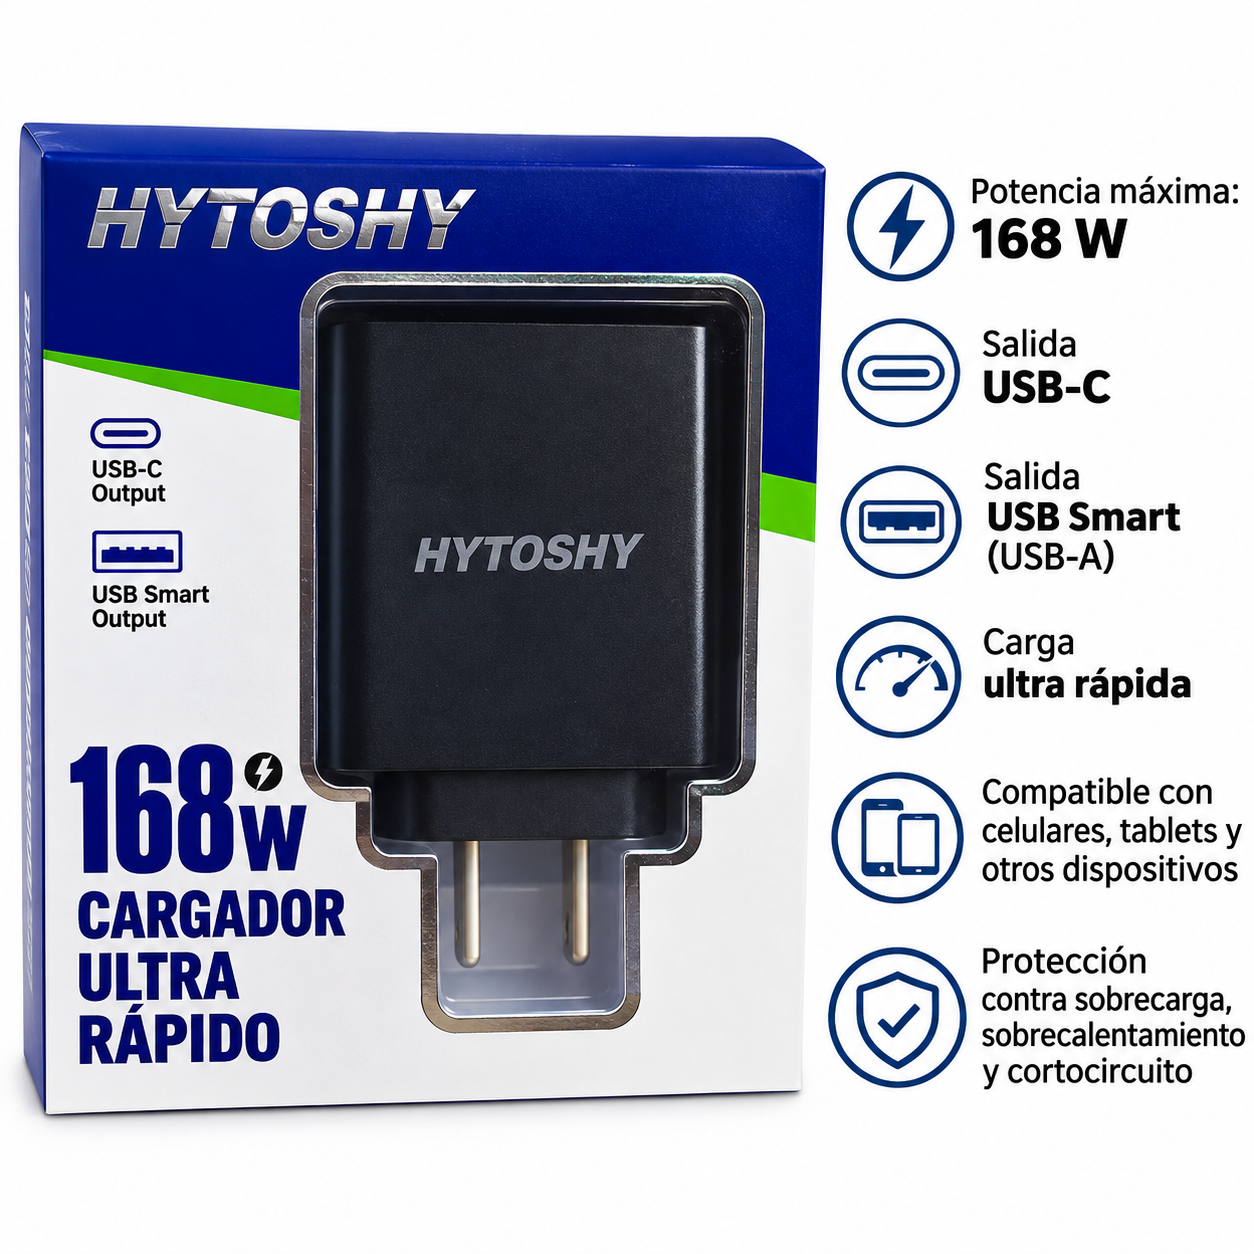 HYTOSHY
USB-C
Output
USB Smart
Output
HYTOSHY
168W
CARGADOR
ULTRA
RÁPIDO
Potencia máxima:
168 W
Salida
USB-C
Salida
USB Smart
(USB-A)
Carga
ultra rápida
Compatible con
celulares, tablets y
otros dispositivos
Protección
contra sobrecarga,
sobrecalentamiento
y cortocircuito